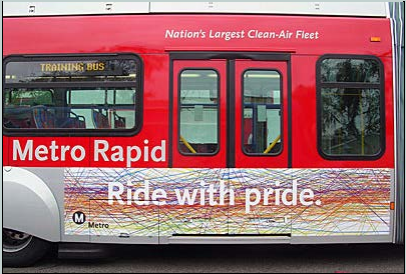 Nation's Largest Clean-Air Fleet
TRAINING BUS
Metro Rapid
Ride with pride.
M
Metro